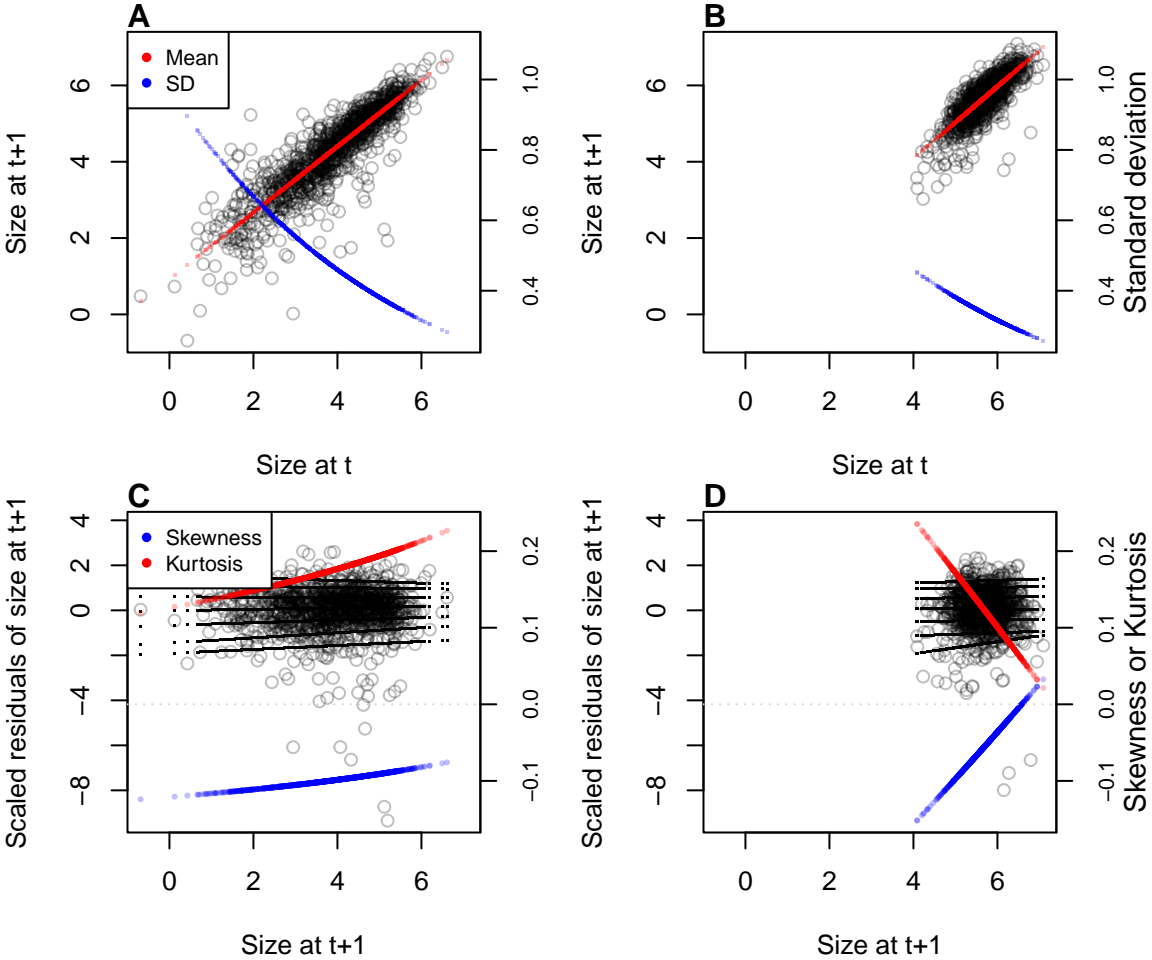 A
Mean
SD
Size at t+1
0
2
4
6
0.4
0.6
0.8
1.0
0 2 4 6
Size at t
B
Size at t+1
0
2
4
6
0.4
0.6
0.8
1.0
Standard deviation
0 2 4 6
Size at t
C
Skewness
Kurtosis
Scaled residuals of size at t+1
−8
−4
0
2
4
−0.1
0.0
0.1
0.2
0 2 4 6
Size at t+1
D
Scaled residuals of size at t+1
−8
−4
0
2
4
−0.1
0.0
0.1
0.2
Skewness or Kurtosis
0 2 4 6
Size at t+1